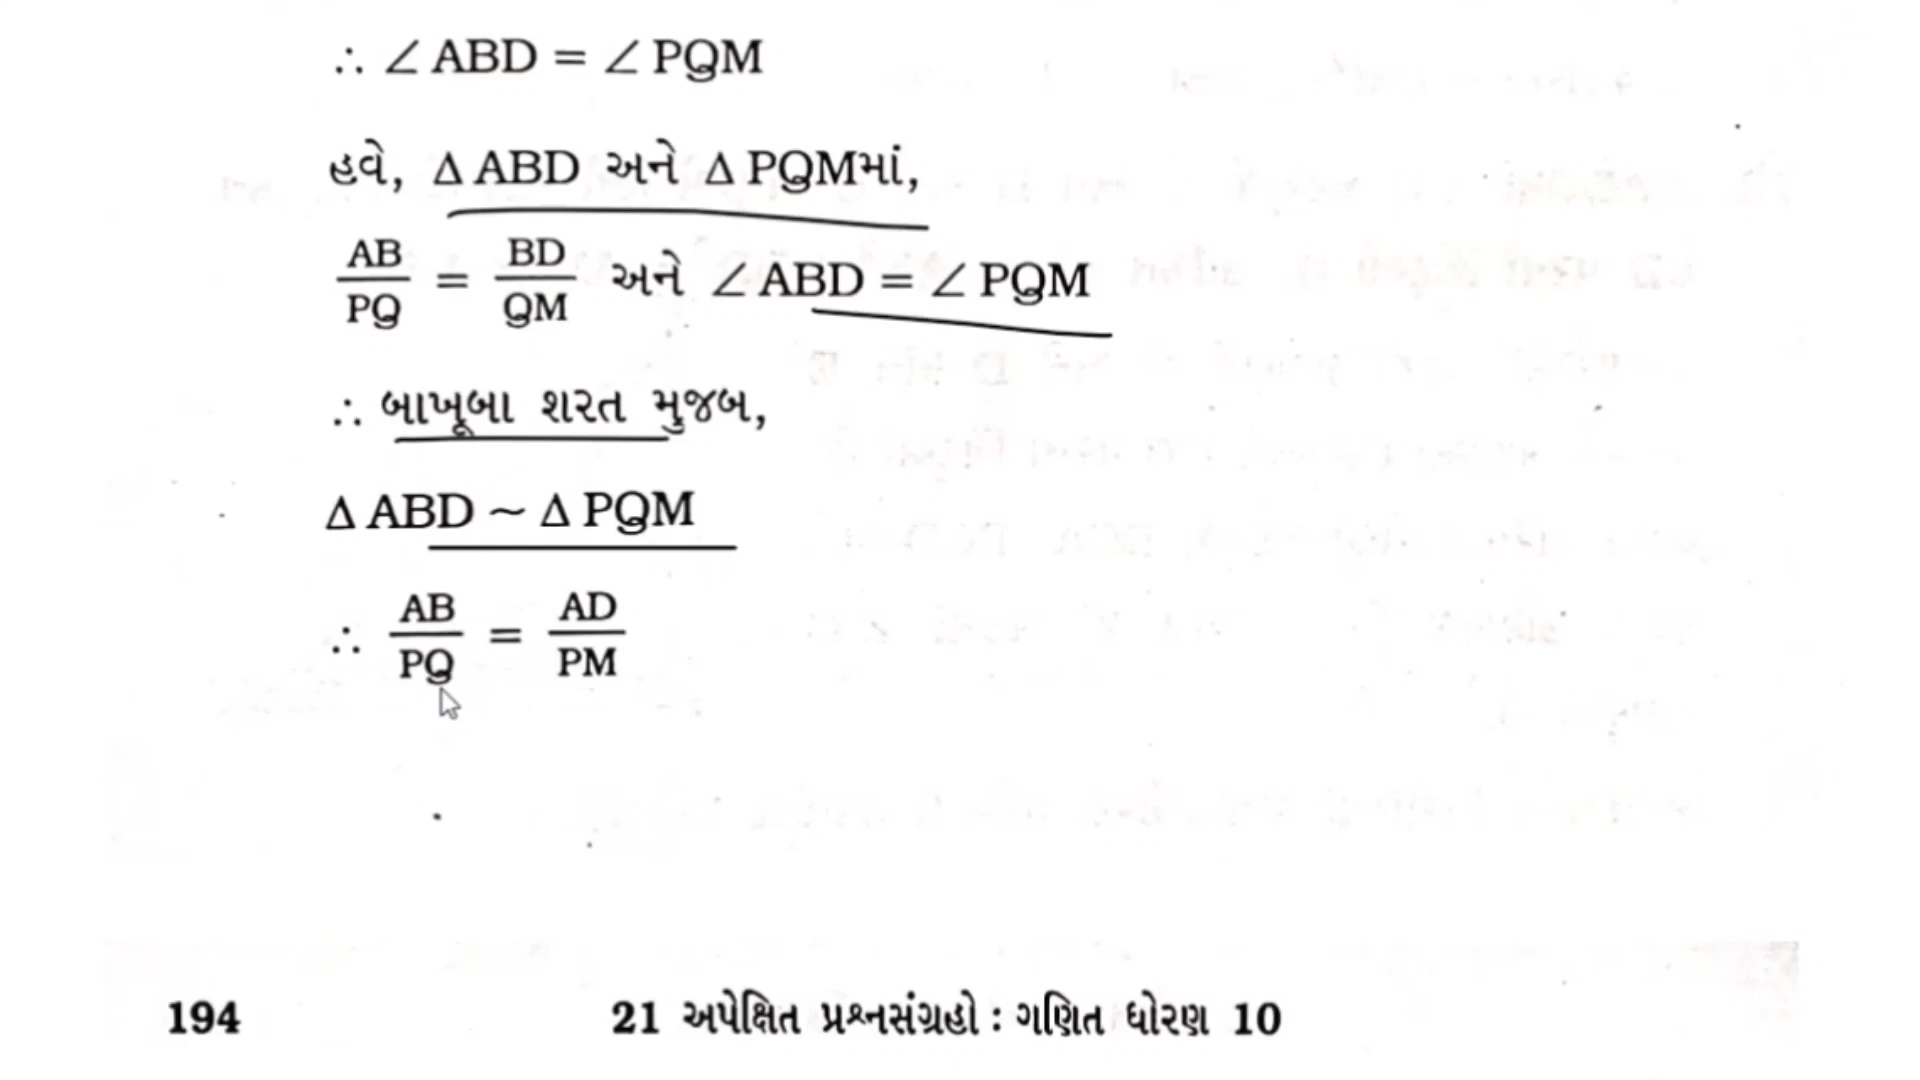 ∴ ∠ ABD = ∠ PQM
હવે, Δ ABD અને Δ PQMમાં,
AB/PQ = BD/QM અને ∠ ABD = ∠ PQM
∴ બાખૂબા શરત મુજબ,
Δ ABD ~ Δ PQM
∴ AB/PQ = AD/PM
194 21 અપેક્ષિત પ્રશ્નસંગ્રહો : ગણિત ધોરણ 10